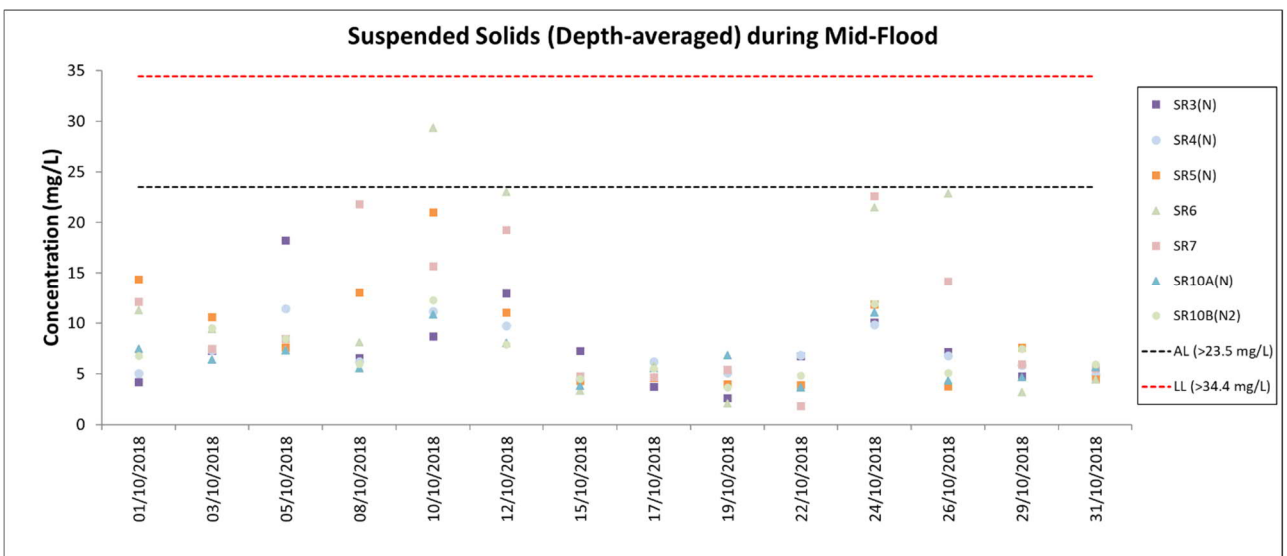 Suspended Solids (Depth-averaged) during Mid-Flood
Concentration (mg/L)
35
30
25
20
15
10
5
0
01/10/2018
03/10/2018
05/10/2018
08/10/2018
10/10/2018
12/10/2018
15/10/2018
17/10/2018
19/10/2018
22/10/2018
24/10/2018
26/10/2018
29/10/2018
31/10/2018
SR3(N)
SR4(N)
SR5(N)
SR6
SR7
SR10A(N)
SR10B(N2)
AL (>23.5 mg/L)
LL (>34.4 mg/L)